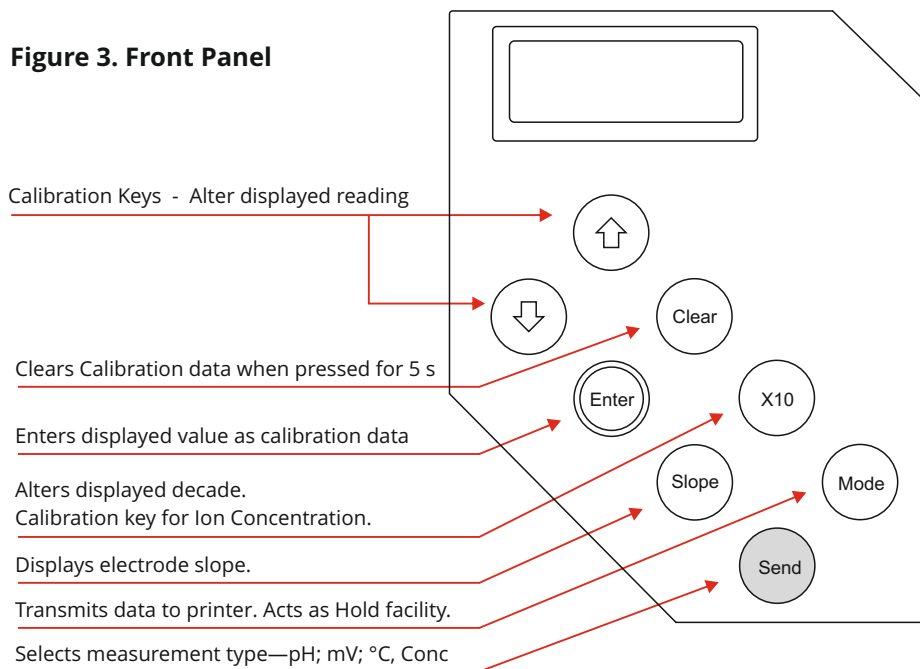 Figure 3. Front Panel
Calibration Keys - Alter displayed reading
Clear
Clears Calibration data when pressed for 5 s
Enter
X10
Enters displayed value as calibration data
Slope
Mode
Alters displayed decade.
Calibration key for Ion Concentration.
Displays electrode slope.
Send
Transmits data to printer. Acts as Hold facility.
Selects measurement type—pH; mV; °C, Conc